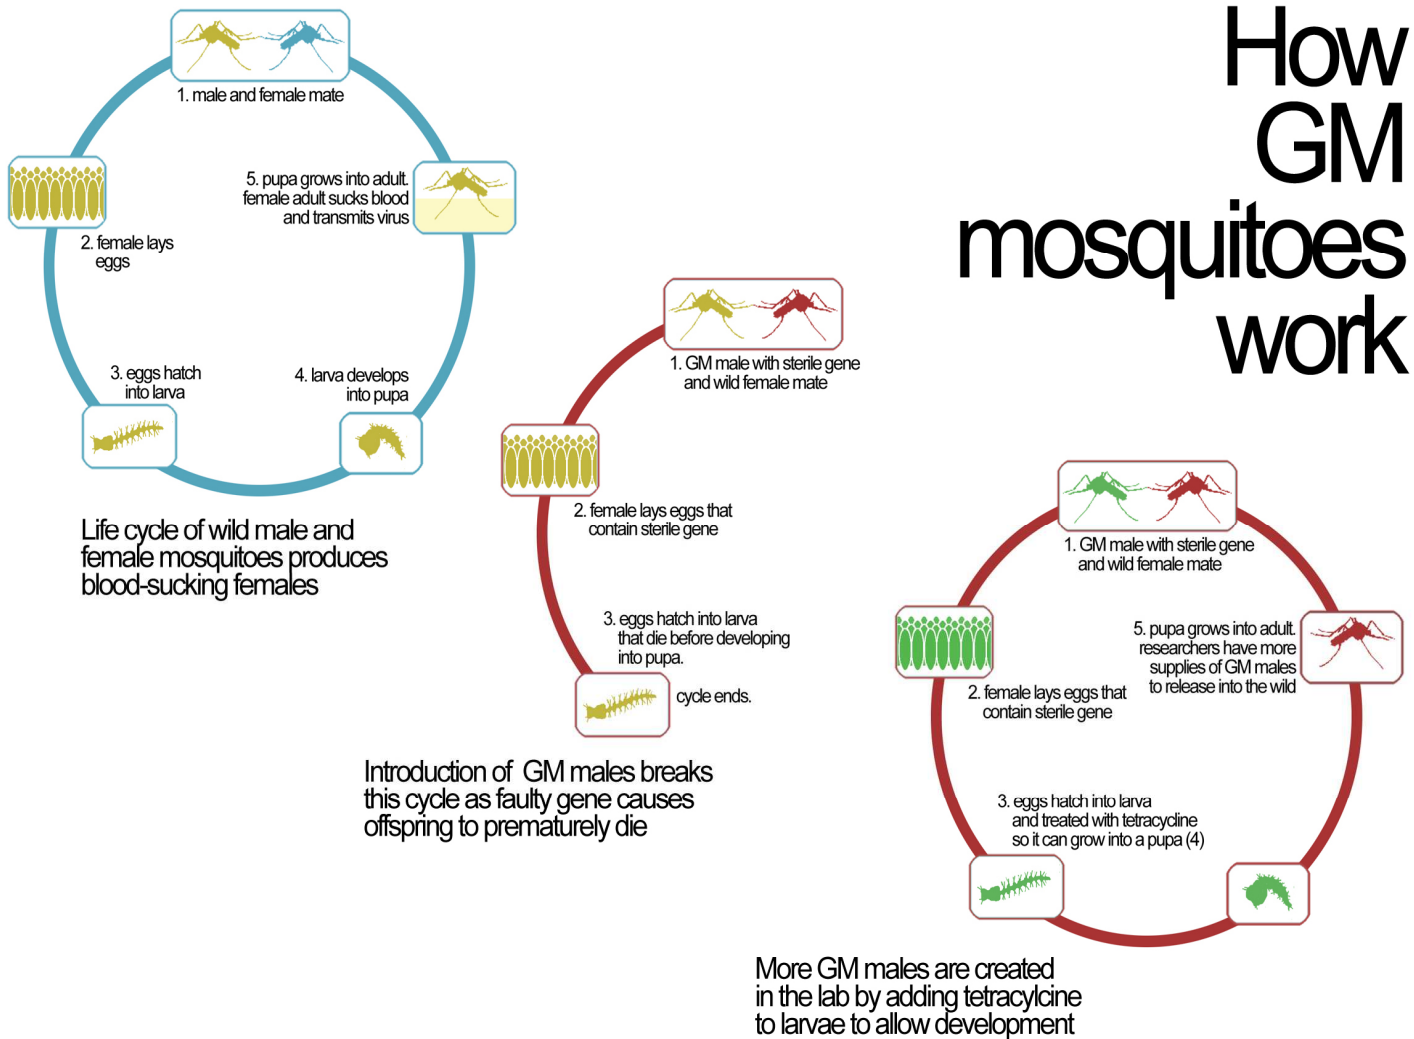 How
GM
mosquitoes
work
1. male and female mate
2. female lays
eggs
3. eggs hatch
into larva
4. larva develops
into pupa
5. pupa grows into adult.
female adult sucks blood
and transmits virus
Life cycle of wild male and
female mosquitoes produces
blood-sucking females
1. GM male with sterile gene
and wild female mate
2. female lays eggs that
contain sterile gene
3. eggs hatch into larva
that die before developing
into pupa.
cycle ends.
Introduction of GM males breaks
this cycle as faulty gene causes
offspring to prematurely die
1. GM male with sterile gene
and wild female mate
2. female lays eggs that
contain sterile gene
3. eggs hatch into larva
and treated with tetracycline
so it can grow into a pupa (4)
5. pupa grows into adult.
researchers have more
supplies of GM males
to release into the wild
More GM males are created
in the lab by adding tetracylcine
to larvae to allow development